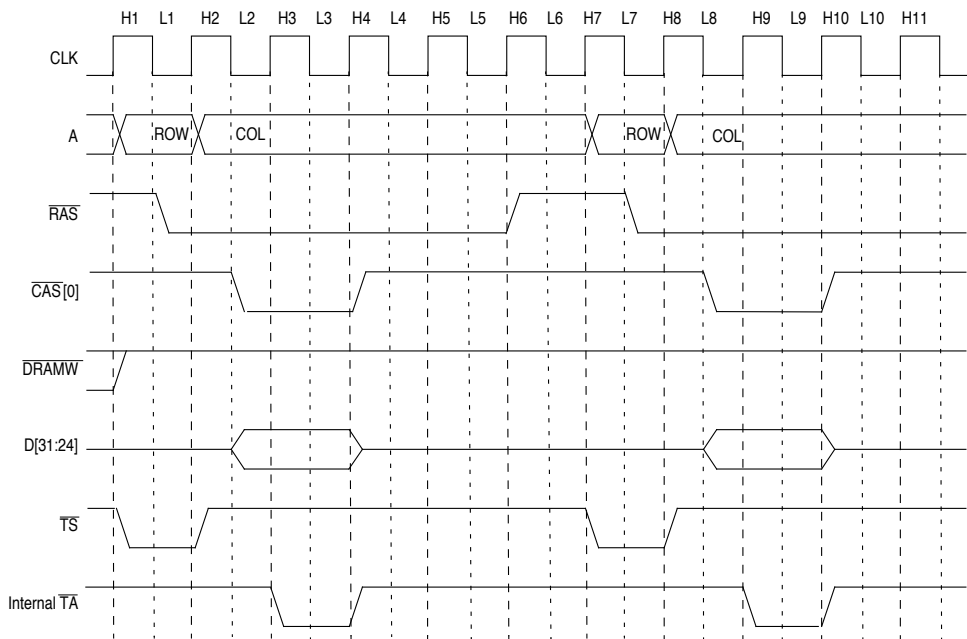 H1 L1 H2 L2 H3 L3 H4 L4 H5 L5 H6 L6 H7 L7 H8 L8 H9 L9 H10 L10 H11
CLK
A ROW COL ROW COL
RAS
CAS[0]
DRAMW
D[31:24]
TS
Internal TA